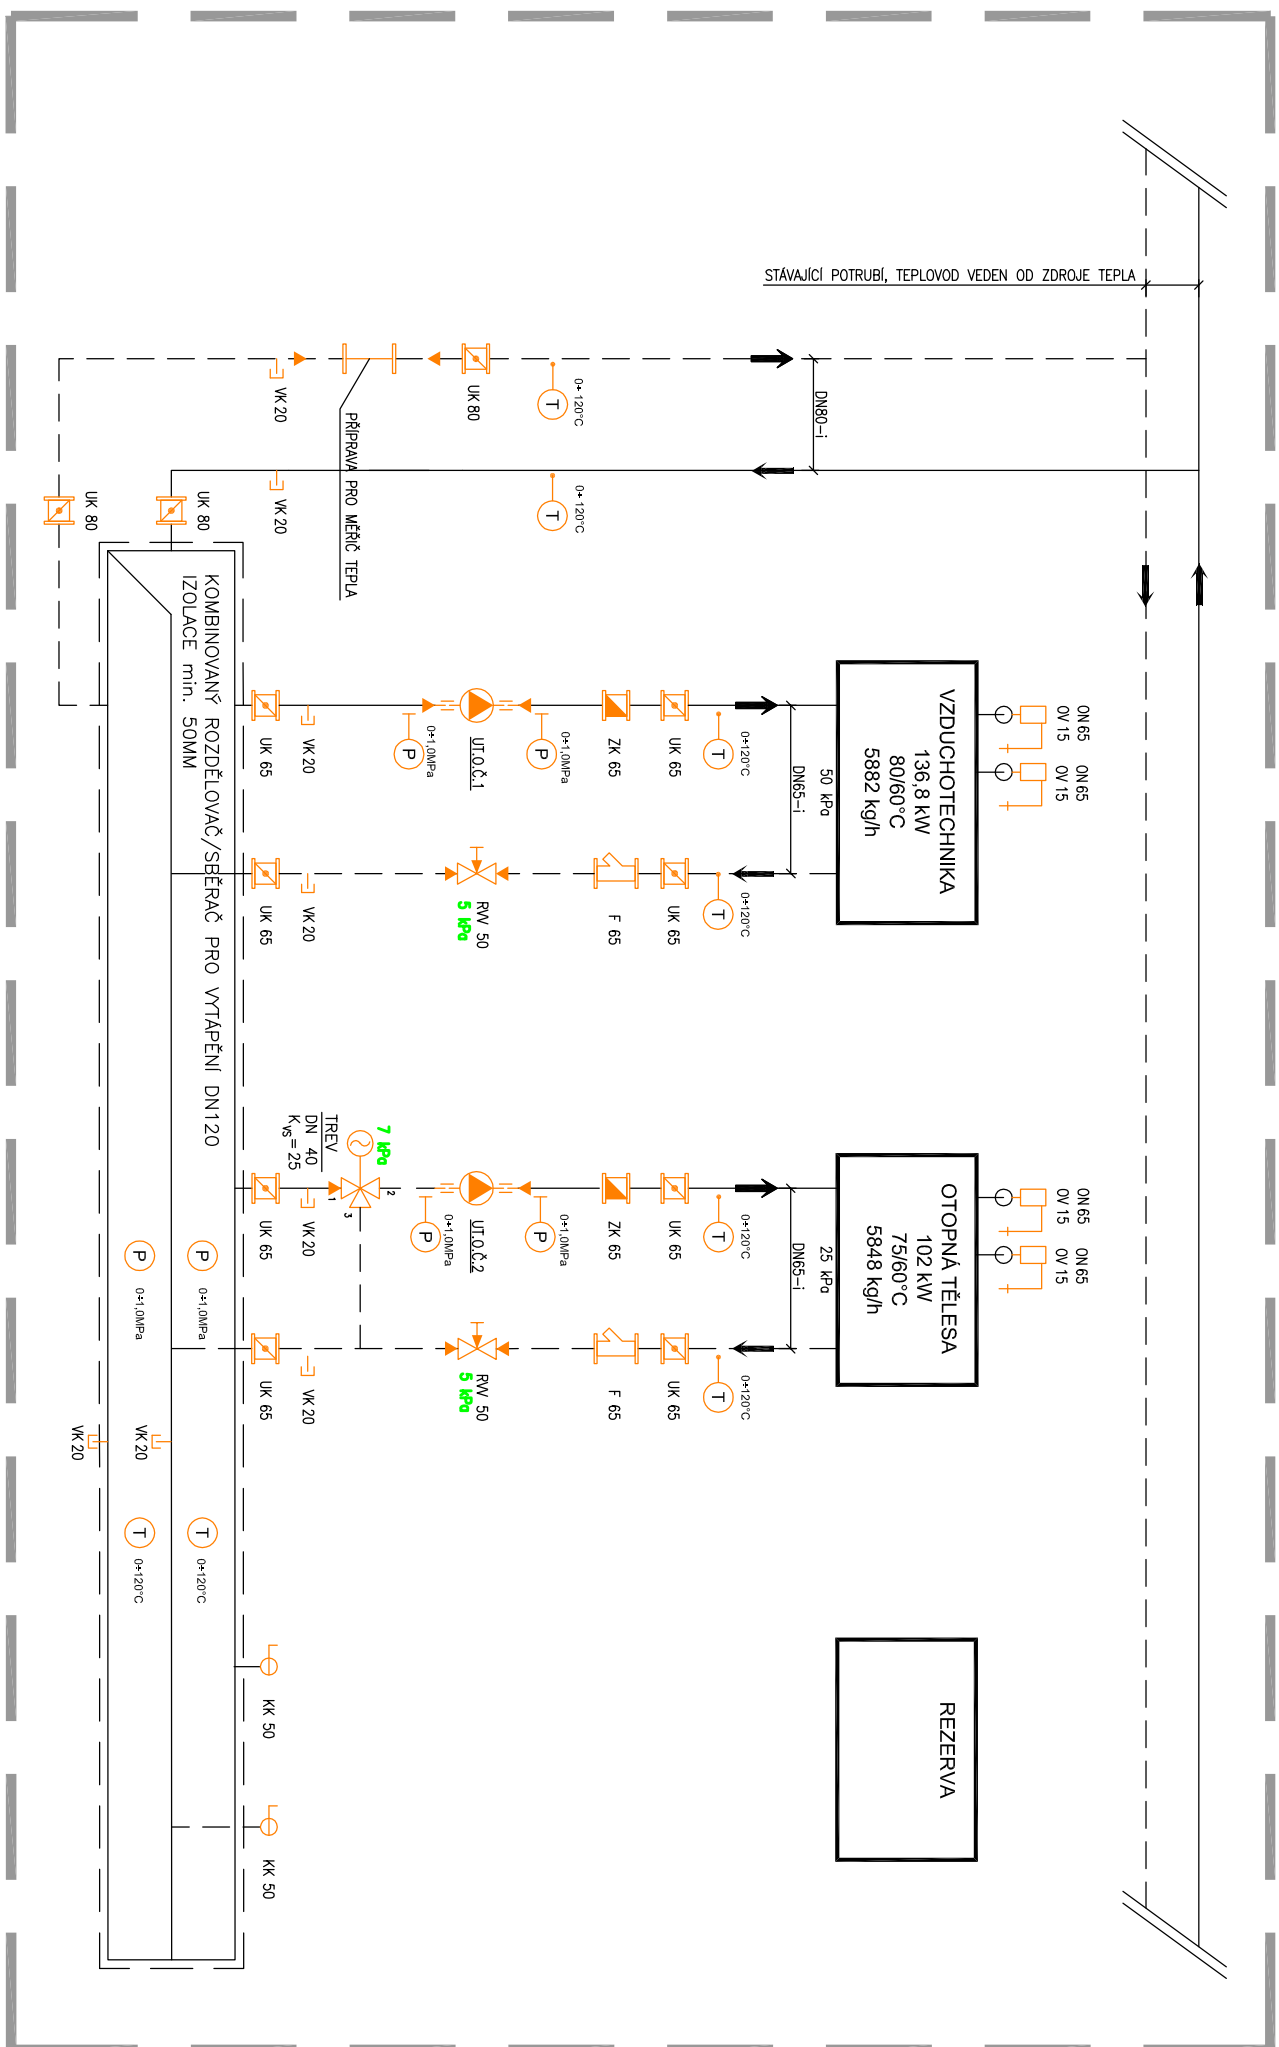 STÁVAJÍCÍ POTRUBÍ, TEPLOVOD VEDEN OD ZDROJE TEPLA
ON 65
OV 15
ON 65
OV 15
ON 65
OV 15
ON 65
OV 15
VZDUCHOTECHNIKA
136,8 kW
80/60°C
5882 kg/h
OTOPNÁ TĚLESA
102 kW
75/60°C
5848 kg/h
REZERVA
DN80-i
50 kPa
DN65-i
25 kPa
DN65-i
0÷120°C
T
0÷120°C
T
0÷120°C
T
0÷120°C
T
0÷120°C
T
0÷120°C
T
UK 80
UK 65
UK 65
UK 65
UK 65
ZK 65
F 65
ZK 65
F 65
0÷1,0MPa
P
0÷1,0MPa
P
UT.O.Č.1
RVV 50
5 kPa
UT.O.Č.2
RVV 50
5 kPa
0÷1,0MPa
P
0÷1,0MPa
P
PŘÍPRAVA PRO MĚŘIČ TEPLA
7 kPa
2
1
3
TREV
DN 40
Kvs=25
VK 20
VK 20
VK 20
VK 20
VK 20
VK 20
UK 65
UK 65
UK 65
UK 65
KK 50
KK 50
UK 80
UK 80
KOMBINOVANÝ ROZDĚLOVAČ/SBĚRAČ PRO VYTÁPĚNÍ DN120
IZOLACE min. 50MM
P
0÷1,0MPa
T
0÷120°C
P
0÷1,0MPa
T
0÷120°C
VK 20
VK 20